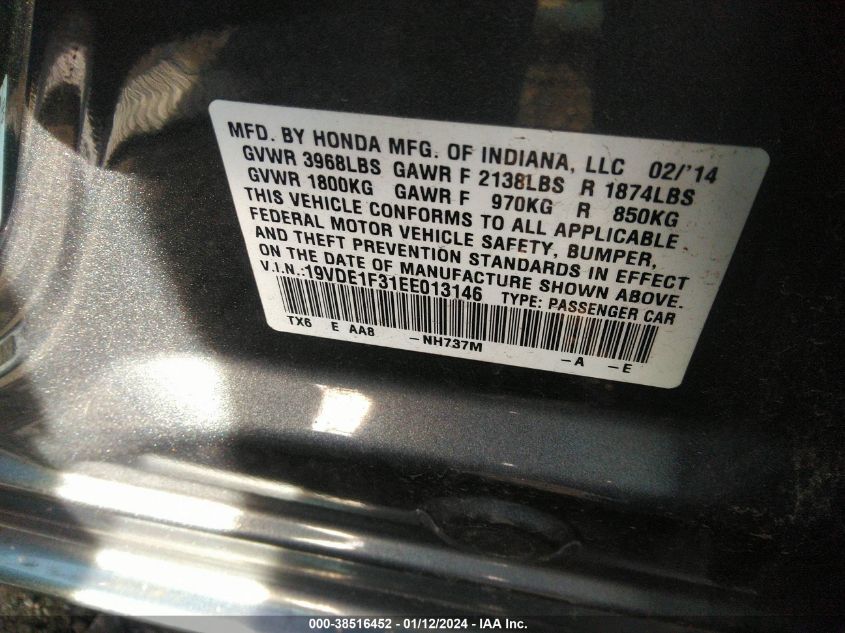 MFD. BY HONDA MFG. OF INDIANA, LLC 02/'14
GVWR 3968LBS GAWR F 2138LBS R 1874LBS
GVWR 1800KG GAWR F 970KG R 850KG
THIS VEHICLE CONFORMS TO ALL APPLICABLE
FEDERAL MOTOR VEHICLE SAFETY, BUMPER,
AND THEFT PREVENTION STANDARDS IN EFFECT
ON THE DATE OF MANUFACTURE SHOWN ABOVE.
V.I.N.:19VDE1F31EE013146 TYPE: PASSENGER CAR
TX6 E AA8 -NH737M -A -E
000-38516452 - 01/12/2024 - IAA Inc.